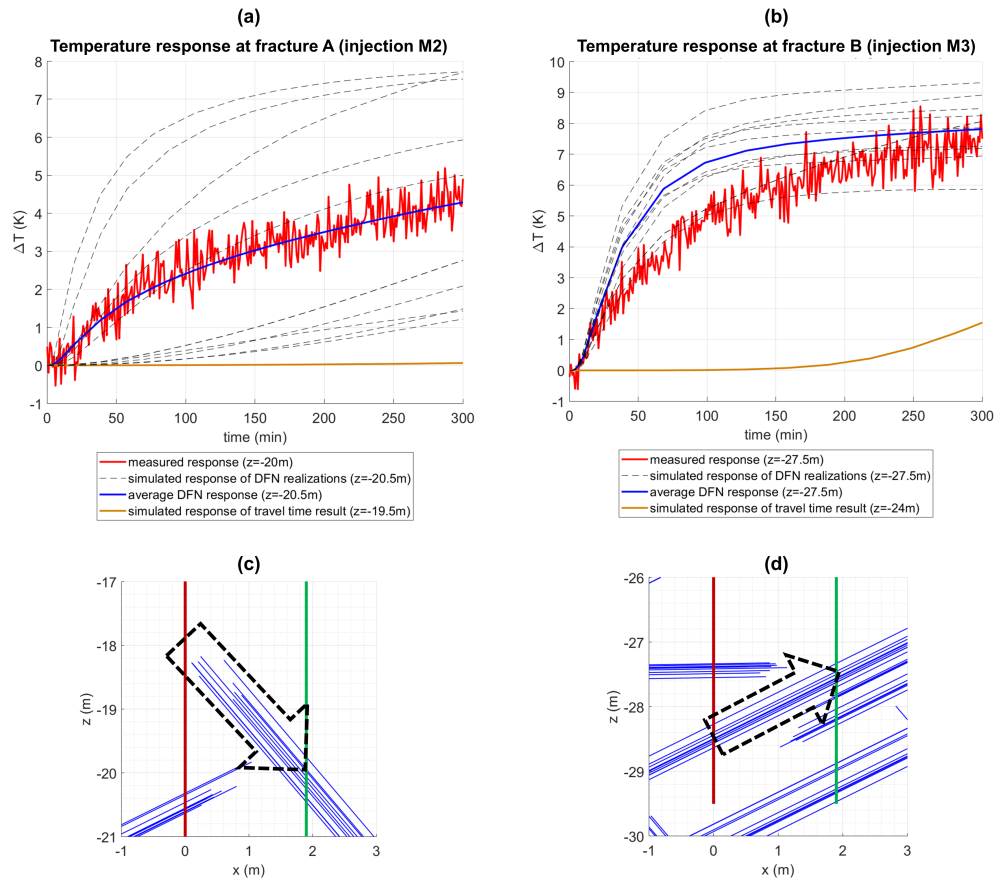 (a)
Temperature response at fracture A (injection M2)
8
7
6
5
4
3
2
1
0
-1
ΔT (K)
0
50
100
150
200
250
300
time (min)
measured response (z=-20m)
simulated response of DFN realizations (z=-20.5m)
average DFN response (z=-20.5m)
simulated response of travel time result (z=-19.5m)
(b)
Temperature response at fracture B (injection M3)
10
9
8
7
6
5
4
3
2
1
0
-1
ΔT (K)
0
50
100
150
200
250
300
time (min)
measured response (z=-27.5m)
simulated response of DFN realizations (z=-27.5m)
average DFN response (z=-27.5m)
simulated response of travel time result (z=-24m)
(c)
-17
-18
-19
-20
-21
z (m)
-1
0
1
2
3
x (m)
(d)
-26
-27
-28
-29
-30
z (m)
-1
0
1
2
3
x (m)